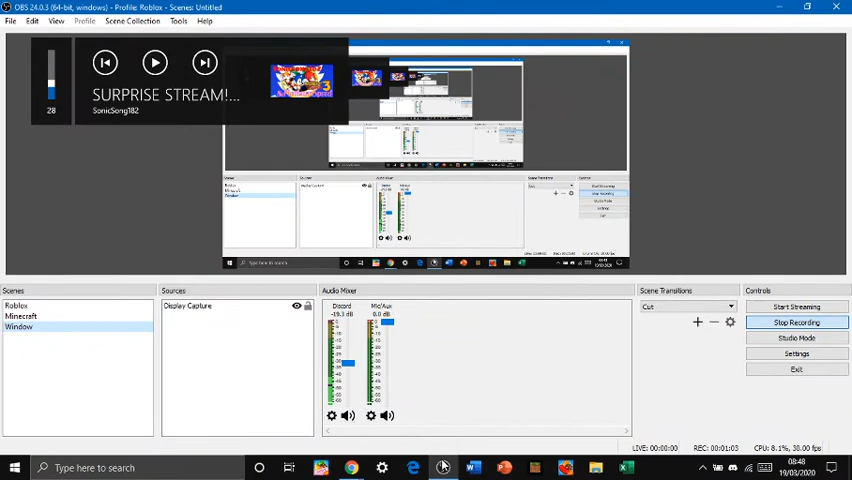 OBS 24.0.3 (64-bit, windows) - Profile: Roblox - Scenes: Untitled
File Edit View Profile Scene Collection Tools Help
28
SURPRISE STREAM!...
SonicSong182
Scenes
Roblox
Minecraft
Window
Sources
Display Capture
Audio Mixer
Discord
-19.3 dB
Mic/Aux
0.0 dB
Scene Transitions
Cut
Controls
Start Streaming
Stop Recording
Studio Mode
Settings
Exit
LIVE: 00:00:00 REC: 00:01:03 CPU: 8.1%, 30.00 fps
Type here to search
08:48
19/03/2020